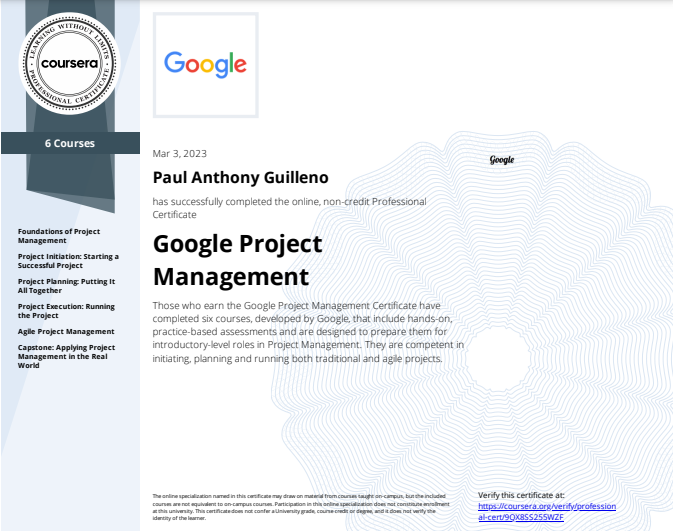 LEARNING WITHOUT LIMITS
coursera
PROFESSIONAL CERTIFICATE
6 Courses
Foundations of Project
Management
Project Initiation: Starting a
Successful Project
Project Planning: Putting It
All Together
Project Execution: Running
the Project
Agile Project Management
Capstone: Applying Project
Management in the Real
World
Google
Mar 3, 2023
Paul Anthony Guilleno
has successfully completed the online, non-credit Professional
Certificate
Google Project
Management
Those who earn the Google Project Management Certificate have
completed six courses, developed by Google, that include hands-on,
practice-based assessments and are designed to prepare them for
introductory-level roles in Project Management. They are competent in
initiating, planning and running both traditional and agile projects.
Google
The online specialization named in this certificate may draw on material from courses taught on-campus, but the included
courses are not equivalent to on-campus courses. Participation in this online specialization does not constitute enrollment
at this university. This certificate does not confer a University grade, course credit or degree, and it does not verify the
identity of the learner.
Verify this certificate at:
https://coursera.org/verify/profession
al-cert/9QX8SS255WZF